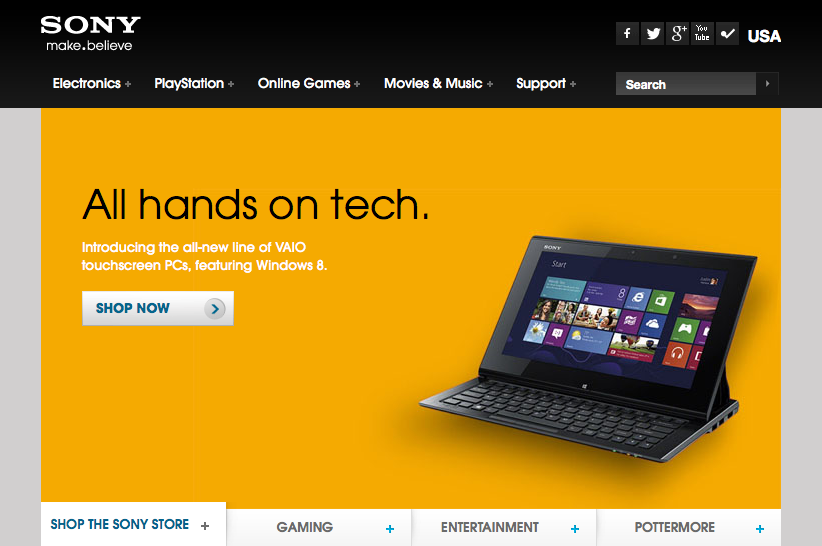 SONY
make.believe
f
g+
You
Tube
USA
Electronics +
PlayStation +
Online Games +
Movies & Music +
Support +
Search
All hands on tech.
Introducing the all-new line of VAIO
touchscreen PCs, featuring Windows 8.
SHOP NOW
SONY
Start
8
SHOP THE SONY STORE +
GAMING +
ENTERTAINMENT +
POTTERMORE +